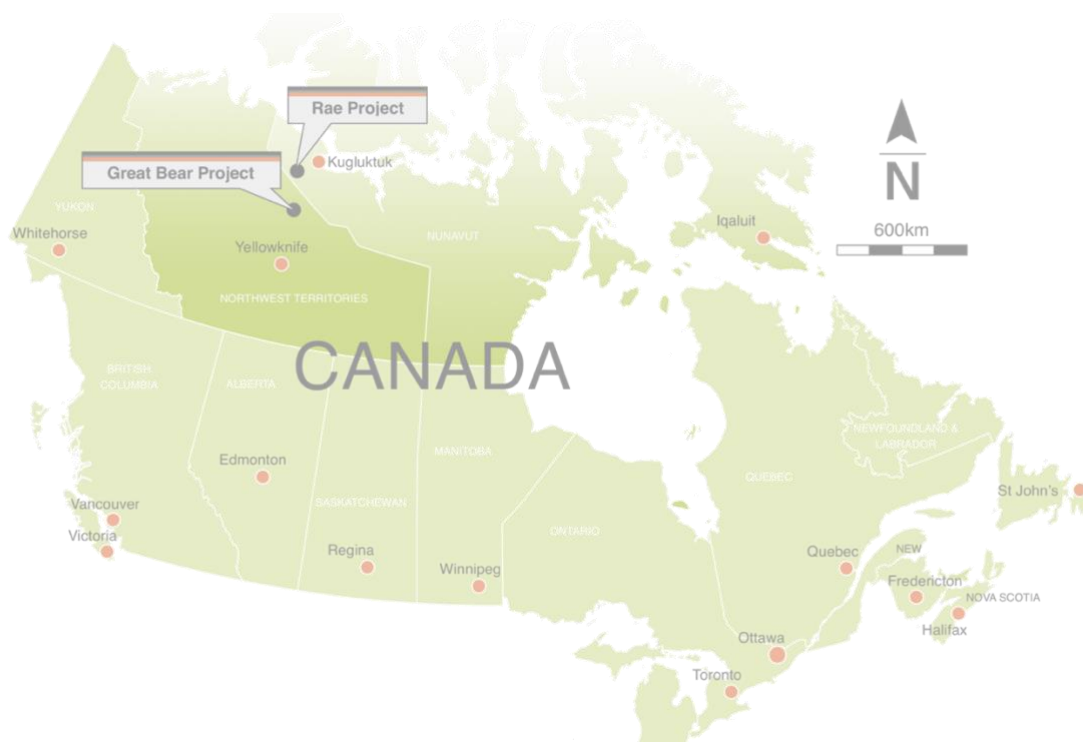 Rae Project
Kugluktuk
Great Bear Project
YUKON
Whitehorse
Iqaluit
N
600km
NUNAVUT
Yellowknife
NORTHWEST TERRITORIES
CANADA
BRITISH
COLUMBIA
ALBERTA
NEWFOUNDLAND &
LABRADOR
MANITOBA
Edmonton
QUEBEC
St John's
SASKATCHEWAN
Vancouver
ONTARIO
Victoria
Regina
Winnipeg
Quebec
NEW
Fredericton
NOVA SCOTIA
Halifax
Ottawa
Toronto